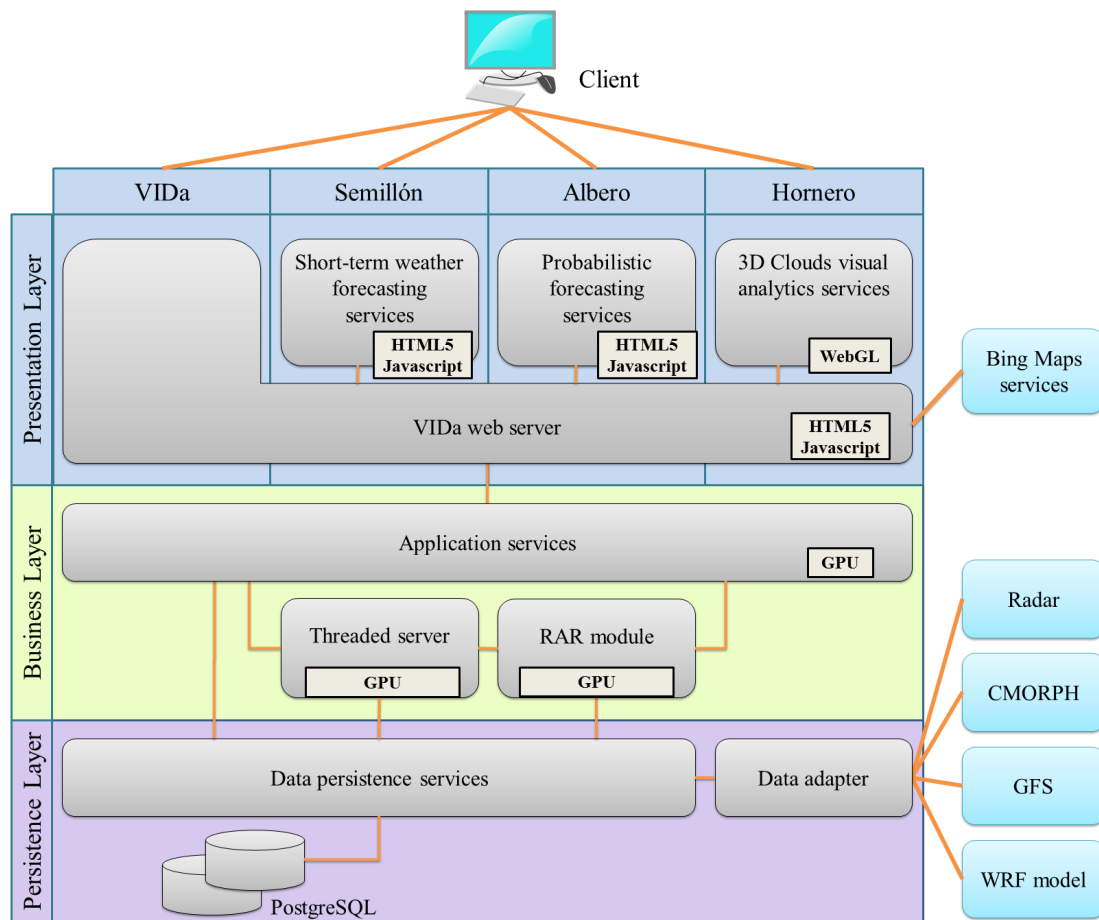 Client
VIDa
Semillón
Albero
Hornero
Presentation Layer
Short-term weather
forecasting
services
HTML5
Javascript
Probabilistic
forecasting
services
HTML5
Javascript
3D Clouds visual
analytics services
WebGL
Bing Maps
services
VIDa web server
HTML5
Javascript
Business Layer
Application services
GPU
Threaded server
GPU
RAR module
GPU
Radar
CMORPH
GFS
WRF model
Persistence Layer
Data persistence services
Data adapter
PostgreSQL